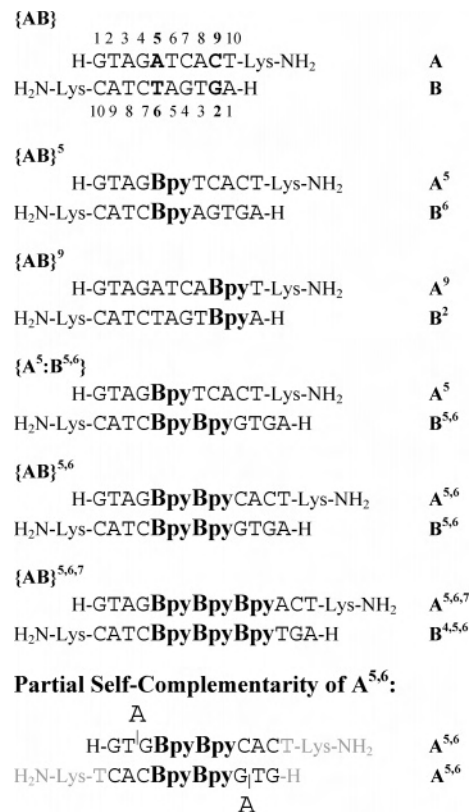 {AB}
1 2 3 4 5 6 7 8 9 10
H-GTAGATCACT-Lys-NH₂ A
H₂N-Lys-CATCTAGTGA-H B
10 9 8 7 6 5 4 3 2 1
{AB}⁵
H-GTAGBpyTCACT-Lys-NH₂ A⁵
H₂N-Lys-CATCBpyAGTGA-H B⁶
{AB}⁹
H-GTAGATCABpyT-Lys-NH₂ A⁹
H₂N-Lys-CATCTAGTBpyA-H B²
{A⁵:B⁵,⁶}
H-GTAGBpyTCACT-Lys-NH₂ A⁵
H₂N-Lys-CATCBpyBpyGTGA-H B⁵,⁶
{AB}⁵,⁶
H-GTAGBpyBpyCACT-Lys-NH₂ A⁵,⁶
H₂N-Lys-CATCBpyBpyGTGA-H B⁵,⁶
{AB}⁵,⁶,⁷
H-GTAGBpyBpyBpyACT-Lys-NH₂ A⁵,⁶,⁷
H₂N-Lys-CATCBpyBpyBpyTGA-H B⁴,⁵,⁶
Partial Self-Complementarity of A⁵,⁶:
A
H-GTGBpyBpyCACT-Lys-NH₂ A⁵,⁶
H₂N-Lys-TCACBpyBpyGTG-H A⁵,⁶
A